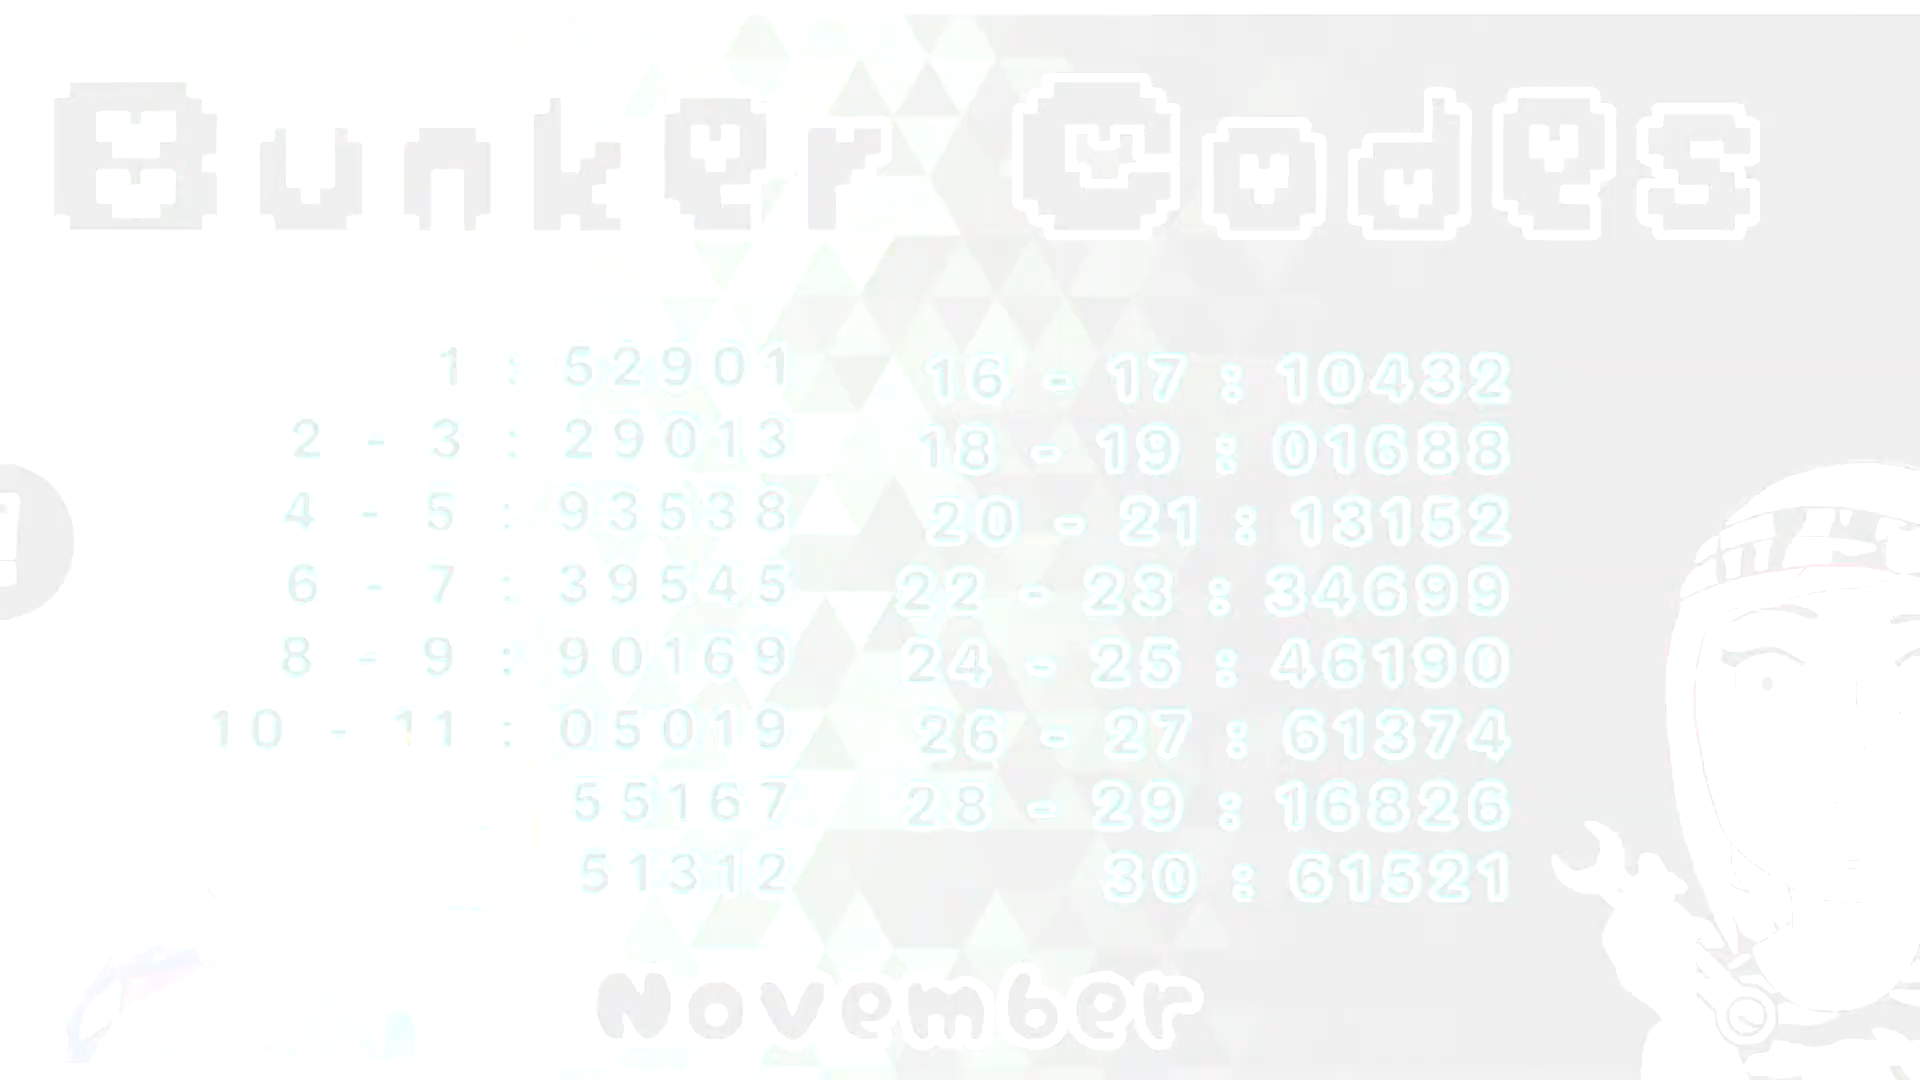 Bunker Codes
1 : 52901
2 - 3 : 29013
4 - 5 : 93538
6 - 7 : 39545
8 - 9 : 90169
10 - 11 : 05019
55167
51312
16 - 17 : 10432
18 - 19 : 01688
20 - 21 : 13152
22 - 23 : 34699
24 - 25 : 46190
26 - 27 : 61374
28 - 29 : 16826
30 : 61521
November